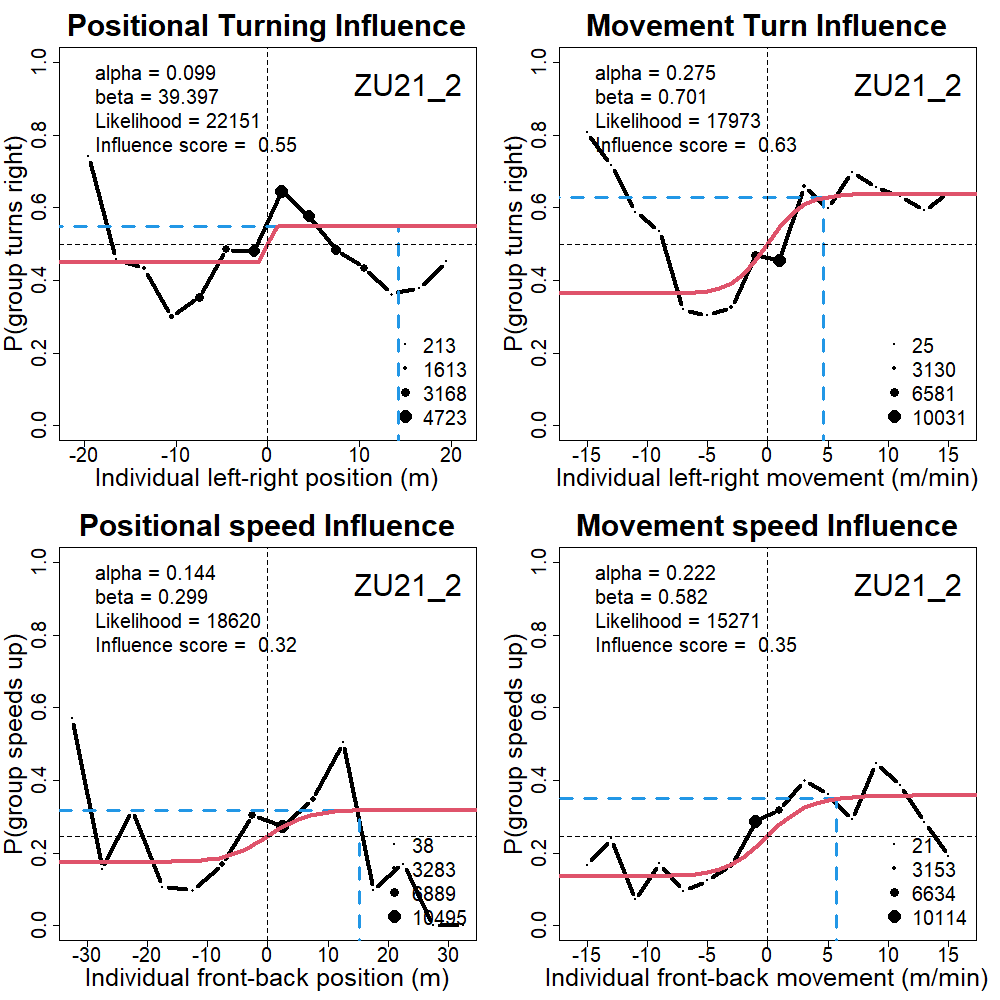 Positional Turning Influence
P(group turns right)
1.0
0.8
0.6
0.4
0.2
0.0
alpha = 0.099
beta = 39.397
Likelihood = 22151
Influence score = 0.55
ZU21_2
213
1613
3168
4723
-20 -10 0 10 20
Individual left-right position (m)
Movement Turn Influence
P(group turns right)
1.0
0.8
0.6
0.4
0.2
0.0
alpha = 0.275
beta = 0.701
Likelihood = 17973
Influence score = 0.63
ZU21_2
25
3130
6581
10031
-15 -10 -5 0 5 10 15
Individual left-right movement (m/min)
Positional speed Influence
P(group speeds up)
1.0
0.8
0.6
0.4
0.2
0.0
alpha = 0.144
beta = 0.299
Likelihood = 18620
Influence score = 0.32
ZU21_2
38
3283
6889
10495
-30 -20 -10 0 10 20 30
Individual front-back position (m)
Movement speed Influence
P(group speeds up)
1.0
0.8
0.6
0.4
0.2
0.0
alpha = 0.222
beta = 0.582
Likelihood = 15271
Influence score = 0.35
ZU21_2
21
3153
6634
10114
-15 -10 -5 0 5 10 15
Individual front-back movement (m/min)